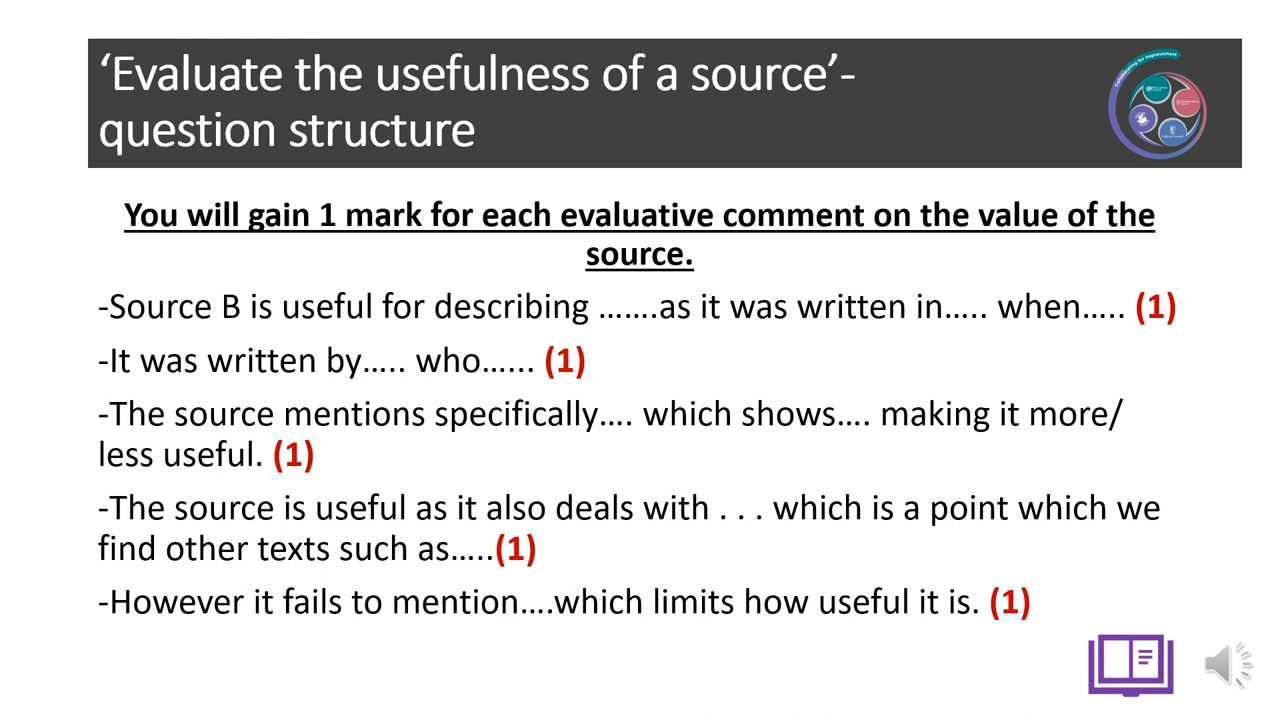 ‘Evaluate the usefulness of a source’-
question structure
Collaborating for Improvement
You will gain 1 mark for each evaluative comment on the value of the
source.
-Source B is useful for describing …….as it was written in….. when….. (1)
-It was written by….. who…... (1)
-The source mentions specifically…. which shows…. making it more/
less useful. (1)
-The source is useful as it also deals with . . . which is a point which we
find other texts such as…..(1)
-However it fails to mention….which limits how useful it is. (1)